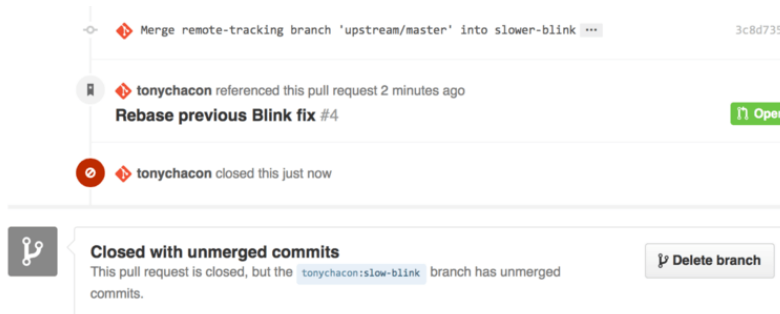 Merge remote-tracking branch 'upstream/master' into slower-blink ... 3c8d735
tonychacon referenced this pull request 2 minutes ago
Rebase previous Blink fix #4
Open
tonychacon closed this just now
Closed with unmerged commits
This pull request is closed, but the tonychacon:slow-blink branch has unmerged
commits.
Delete branch